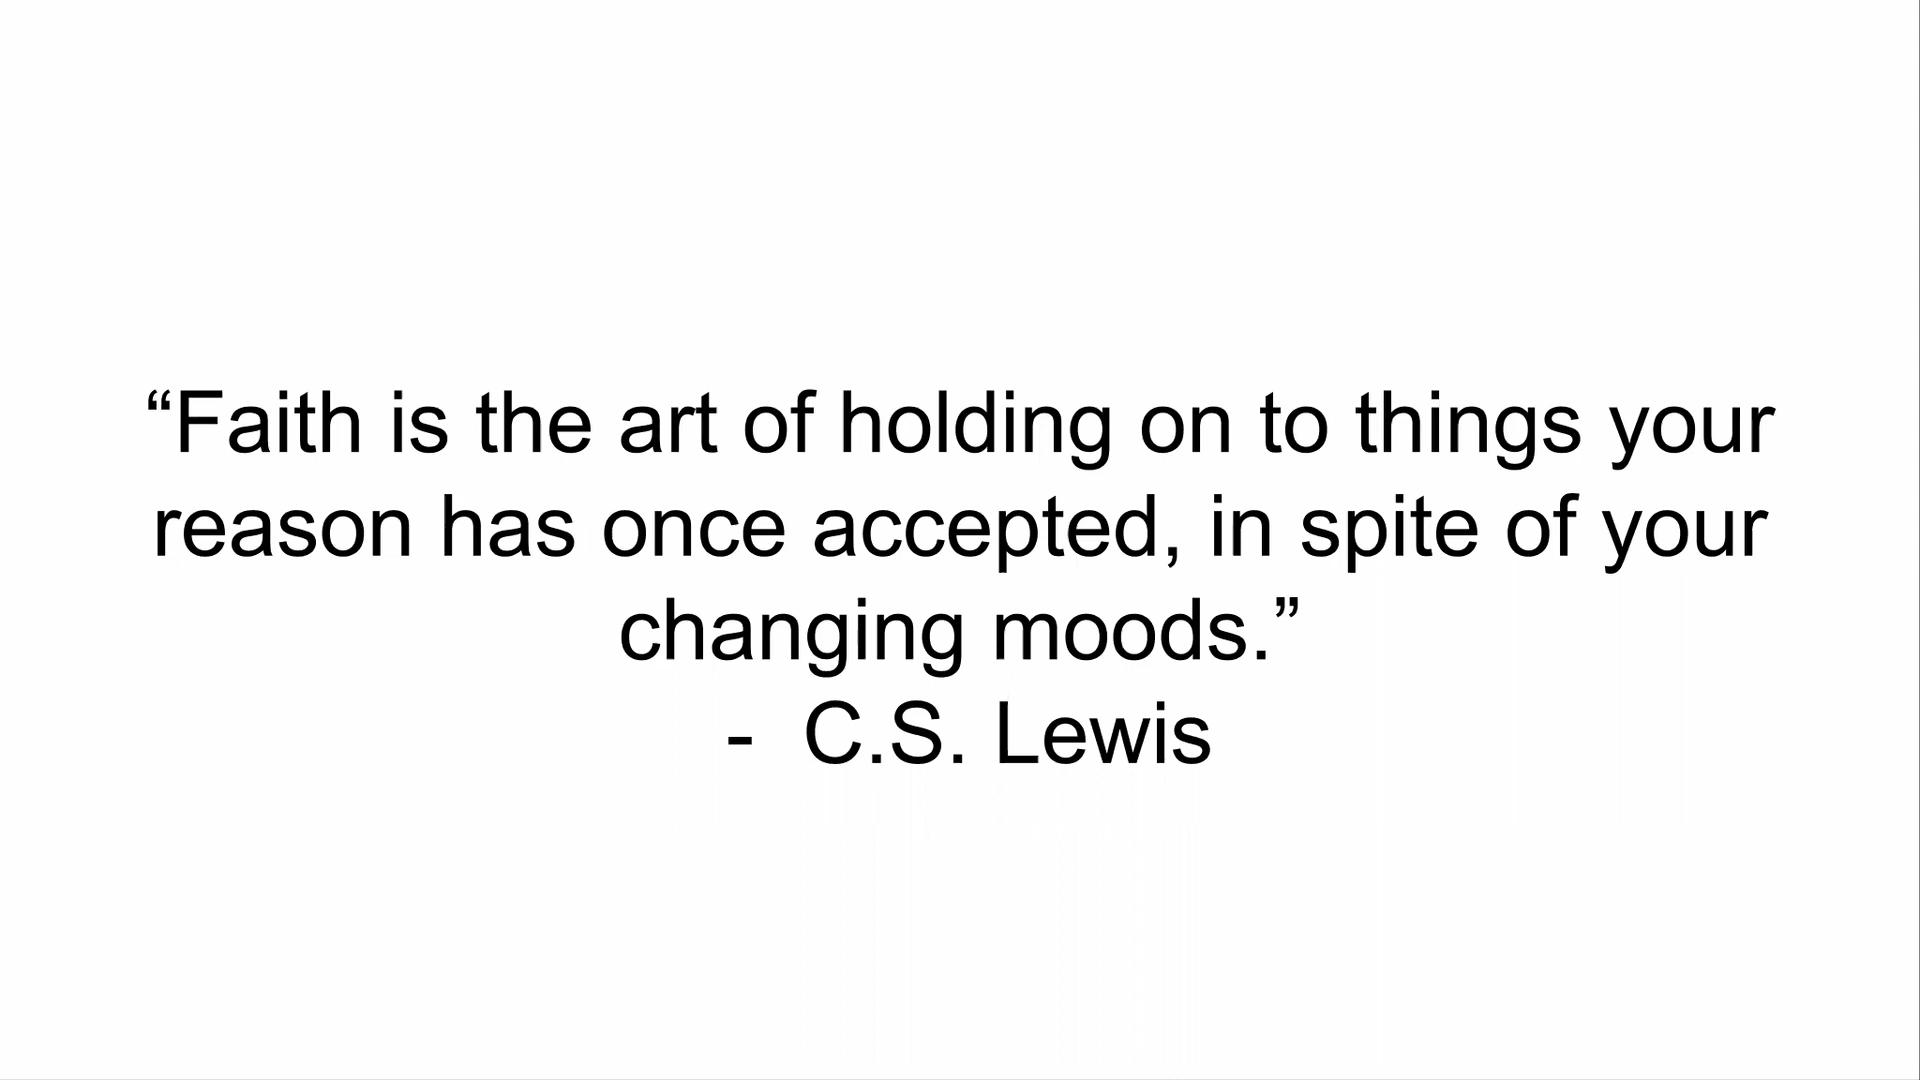 “Faith is the art of holding on to things your
reason has once accepted, in spite of your
changing moods.”
- C.S. Lewis